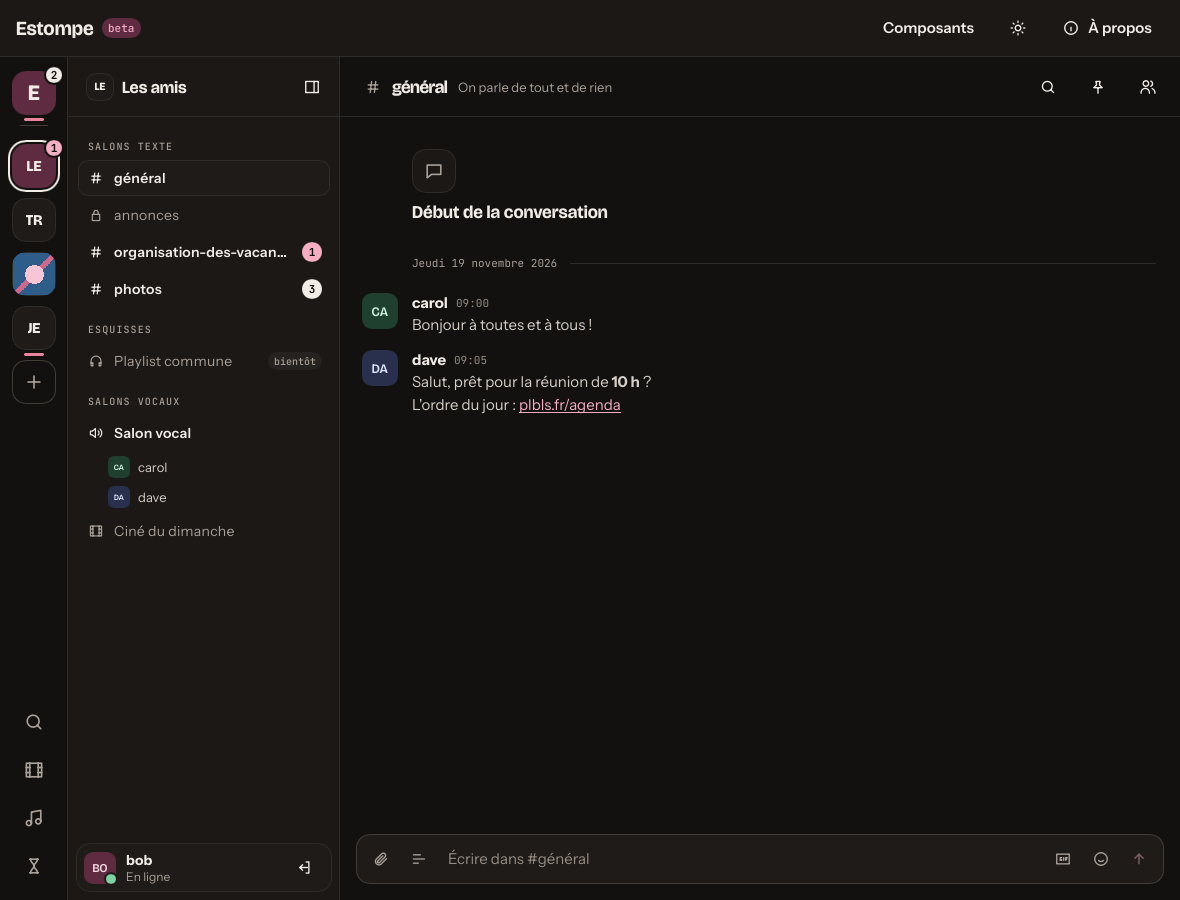 Estompe beta
Composants
À propos
E 2
LE 1
TR
JE
LE Les amis
SALONS TEXTE
# général
annonces
# organisation-des-vacan... 1
# photos 3
ESQUISSES
Playlist commune bientôt
SALONS VOCAUX
Salon vocal
CA carol
DA dave
Ciné du dimanche
BO bob
En ligne
# général On parle de tout et de rien
Début de la conversation
Jeudi 19 novembre 2026
CA carol 09:00
Bonjour à toutes et à tous !
DA dave 09:05
Salut, prêt pour la réunion de 10 h ?
L'ordre du jour : plbls.fr/agenda
Écrire dans #général
GIF